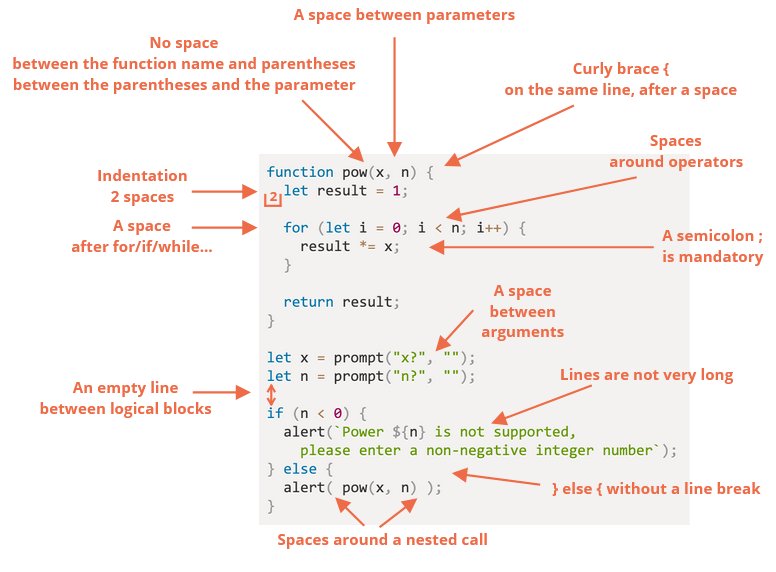 A space between parameters
No space
between the function name and parentheses
between the parentheses and the parameter
Curly brace {
on the same line, after a space
Spaces
around operators
Indentation
2 spaces
A space
after for/if/while...
A semicolon ;
is mandatory
function pow(x, n) {
2
let result = 1;
for (let i = 0; i < n; i++) {
result *= x;
}
return result;
}
A space
between
arguments
let x = prompt("x?", "");
let n = prompt("n?", "");
Lines are not very long
An empty line
between logical blocks
if (n < 0) {
alert(`Power ${n} is not supported,
please enter a non-negative integer number`);
} else {
alert( pow(x, n) );
}
} else { without a line break
Spaces around a nested call